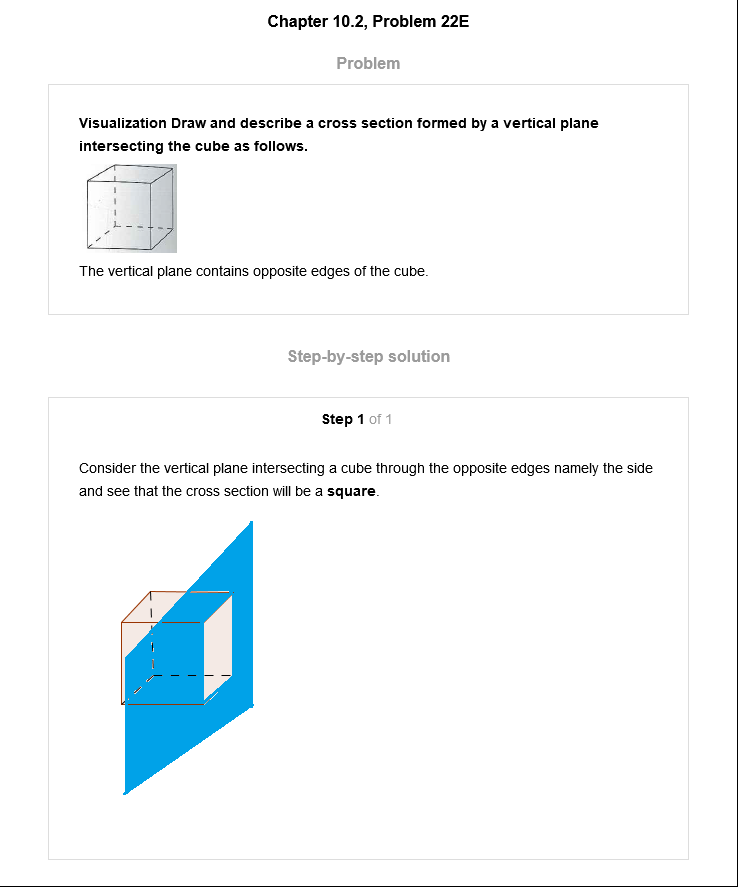 Chapter 10.2, Problem 22E
Problem
Visualization Draw and describe a cross section formed by a vertical plane
intersecting the cube as follows.
The vertical plane contains opposite edges of the cube.
Step-by-step solution
Step 1 of 1
Consider the vertical plane intersecting a cube through the opposite edges namely the side
and see that the cross section will be a square.